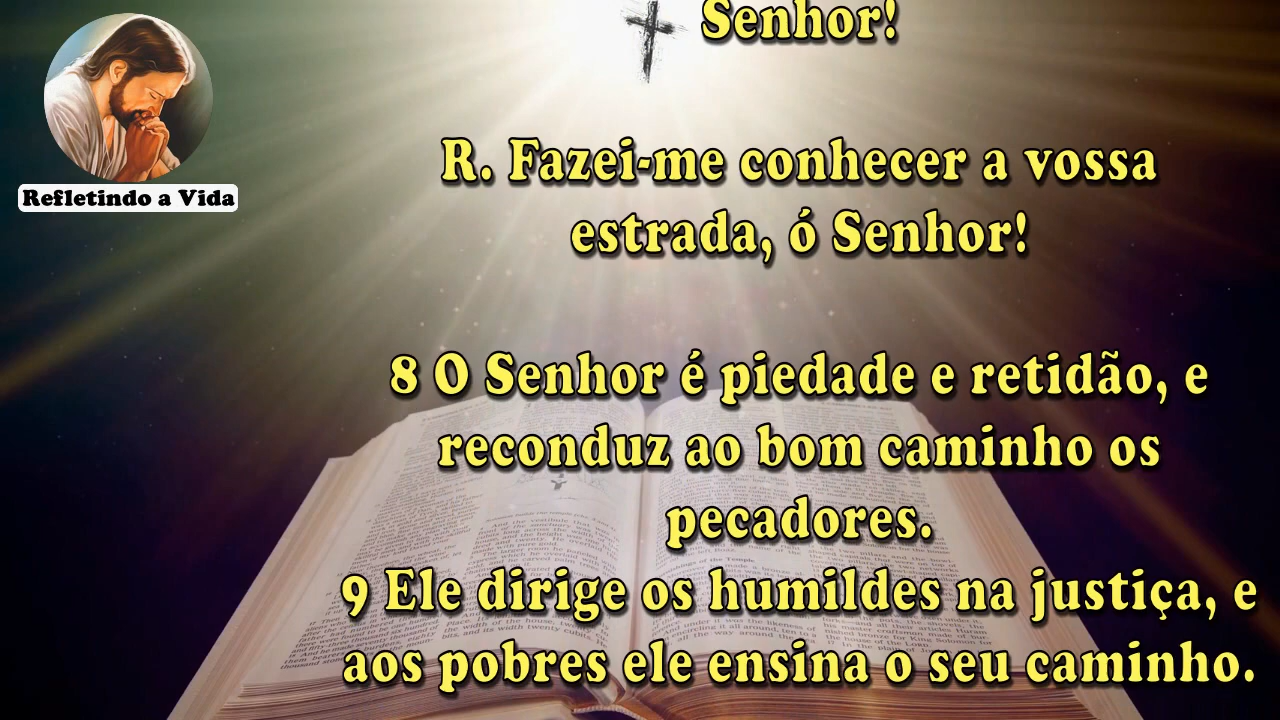 Senhor!
Refletindo a Vida
R. Fazei-me conhecer a vossa
estrada, ó Senhor!
8 O Senhor é piedade e retidão, e
reconduz ao bom caminho os
pecadores.
9 Ele dirige os humildes na justiça, e
aos pobres ele ensina o seu caminho.